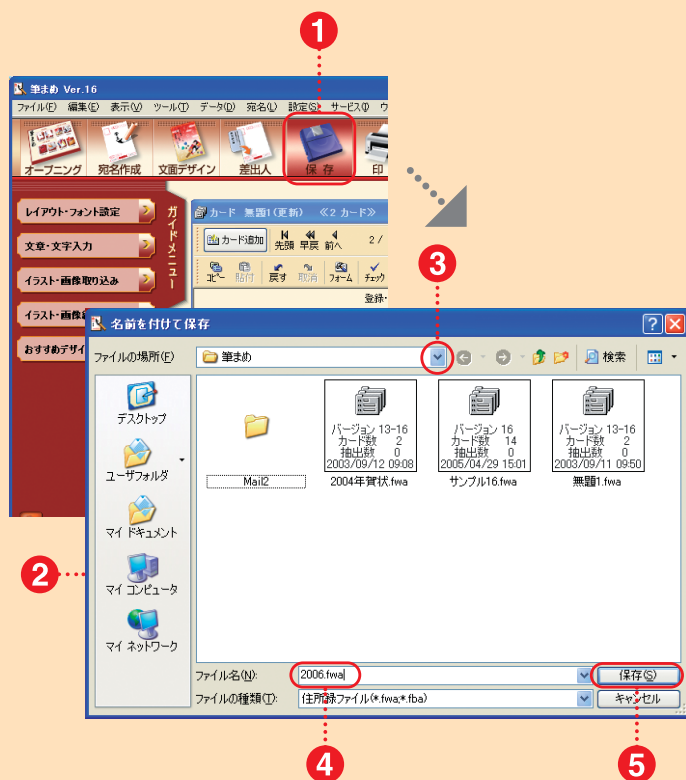 1
筆まめ Ver.16
ファイル(F) 編集(E) 表示(V) ツール(T) データ(D) 宛名(L) 設定(S) サービスΦ ウ
オープニング 宛名作成 文面デザイン 差出人 保 存 印
レイアウト・フォント設定
文章・文字入力
イラスト・画像取り込み
イラスト・画像
おすすめデザイ
ガイドメニュー
カード 無題1(更新) ≪2 カード≫
カード追加 先頭 早戻 前へ 2 /
コピー 貼付 戻す 取消 フォーム チェック
登録・
3
名前を付けて保存
ファイルの場所(F) 筆まめ 検索
デスクトップ
ユーザフォルダ
マイ ドキュメント
マイ コンピュータ
マイ ネットワーク
Mail2
バージョン 13-16
カード数 2
抽出数 0
2003/09/12 09:08
2004年賀状.fwa
バージョン 16
カード数 14
抽出数 0
2005/04/29 15:01
サンプル16.fwa
バージョン 13-16
カード数 2
抽出数 0
2003/09/11 09:50
無題1.fwa
2
ファイル名(N): 2006.fwa 保存(S)
ファイルの種類(T): 住所録ファイル(*.fwa;*.fba) キャンセル
4
5